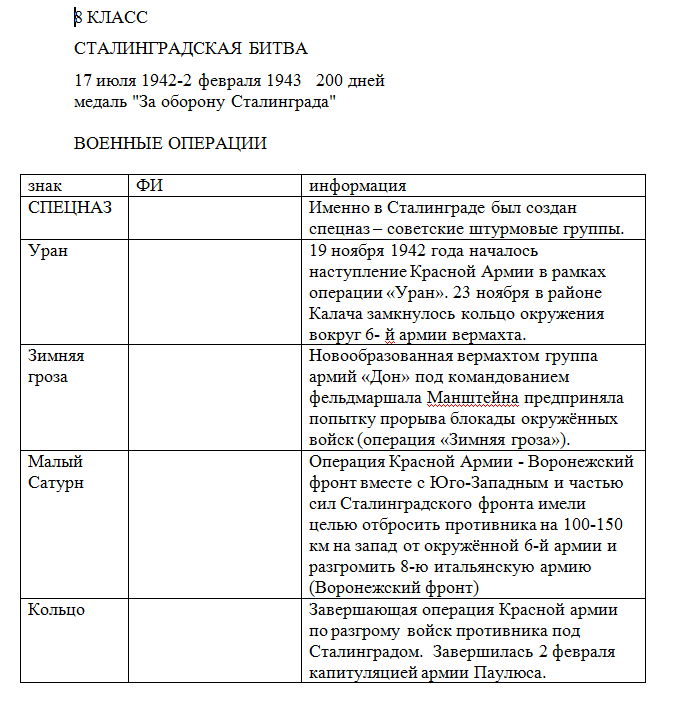 8 КЛАСС
СТАЛИНГРАДСКАЯ БИТВА
17 июля 1942-2 февраля 1943   200 дней
медаль "За оборону Сталинграда"
ВОЕННЫЕ ОПЕРАЦИИ
знак	ФИ	информация
СПЕЦНАЗ		Именно в Сталинграде был создан
спецназ – советские штурмовые группы.
Уран		19 ноября 1942 года началось
наступление Красной Армии в рамках
операции «Уран». 23 ноября в районе
Калача замкнулось кольцо окружения
вокруг 6- й армии вермахта.
Зимняя
гроза
Новообразованная вермахтом группа
армий «Дон» под командованием
фельдмаршала Манштейна предприняла
попытку прорыва блокады окружённых
войск (операция «Зимняя гроза»).
Малый
Сатурн
Операция Красной Армии - Воронежский
фронт вместе с Юго-Западным и частью
сил Сталинградского фронта имели
целью отбросить противника на 100-150
км на запад от окружённой 6-й армии и
разгромить 8-ю итальянскую армию
(Воронежский фронт)
Кольцо		Завершающая операция Красной армии
по разгрому войск противника под
Сталинградом.  Завершилась 2 февраля
капитуляцией армии Паулюса.